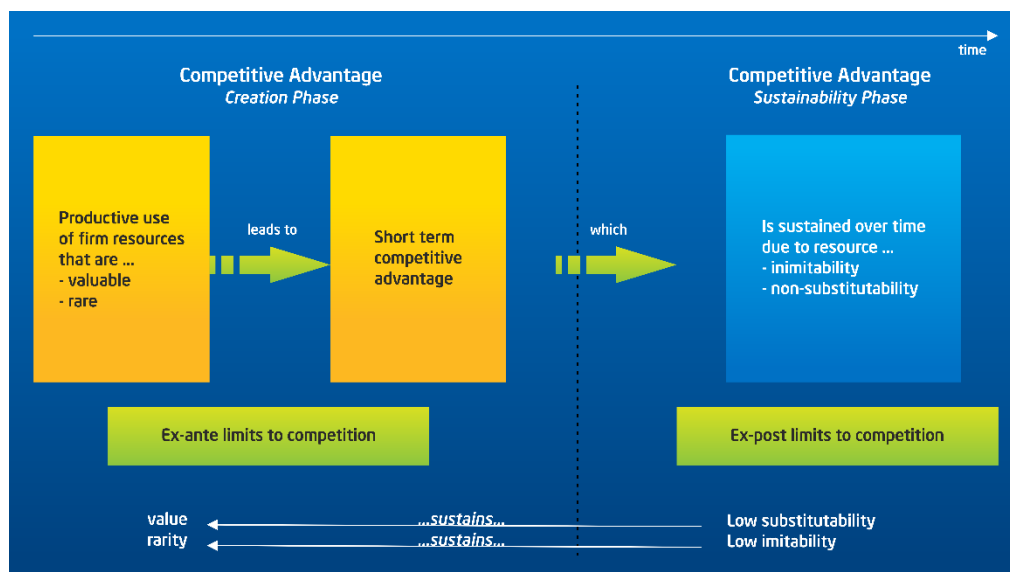 time
Competitive Advantage
Creation Phase
Competitive Advantage
Sustainability Phase
Productive use
of firm resources
that are ...
- valuable
- rare
leads to
Short term
competitive
advantage
which
Is sustained over time
due to resource ...
- inimitability
- non-substitutability
Ex-ante limits to competition
Ex-post limits to competition
value
...sustains...
Low substitutability
rarity
...sustains...
Low imitability